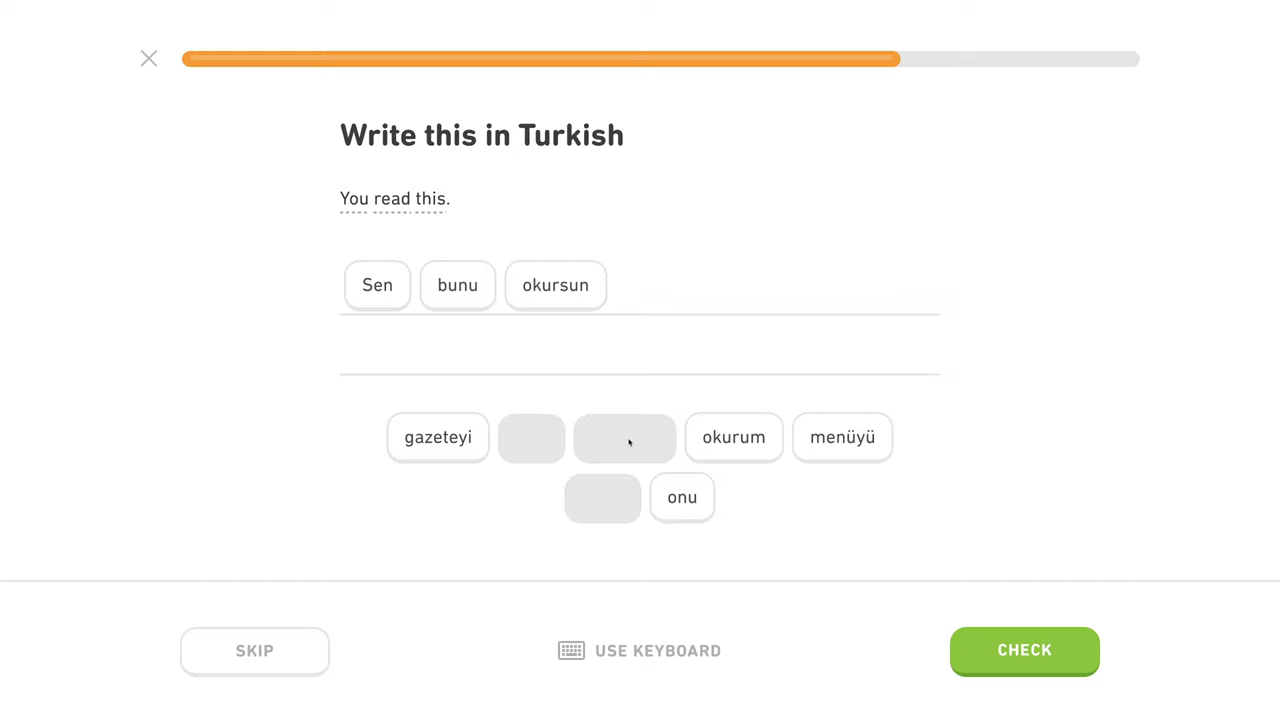 Write this in Turkish
You read this.
Sen bunu okursun
gazeteyi okurum menüyü
onu
SKIP USE KEYBOARD CHECK